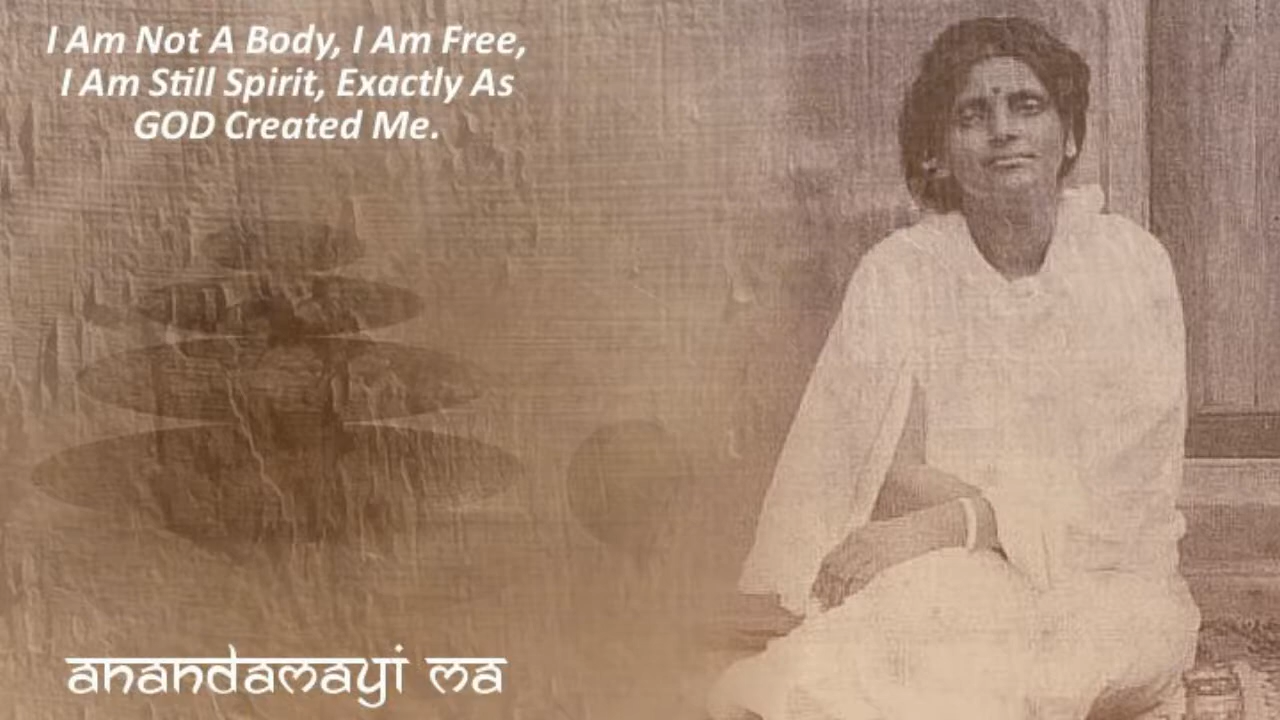 I Am Not A Body, I Am Free,
I Am Still Spirit, Exactly As
GOD Created Me.
anandamayi ma